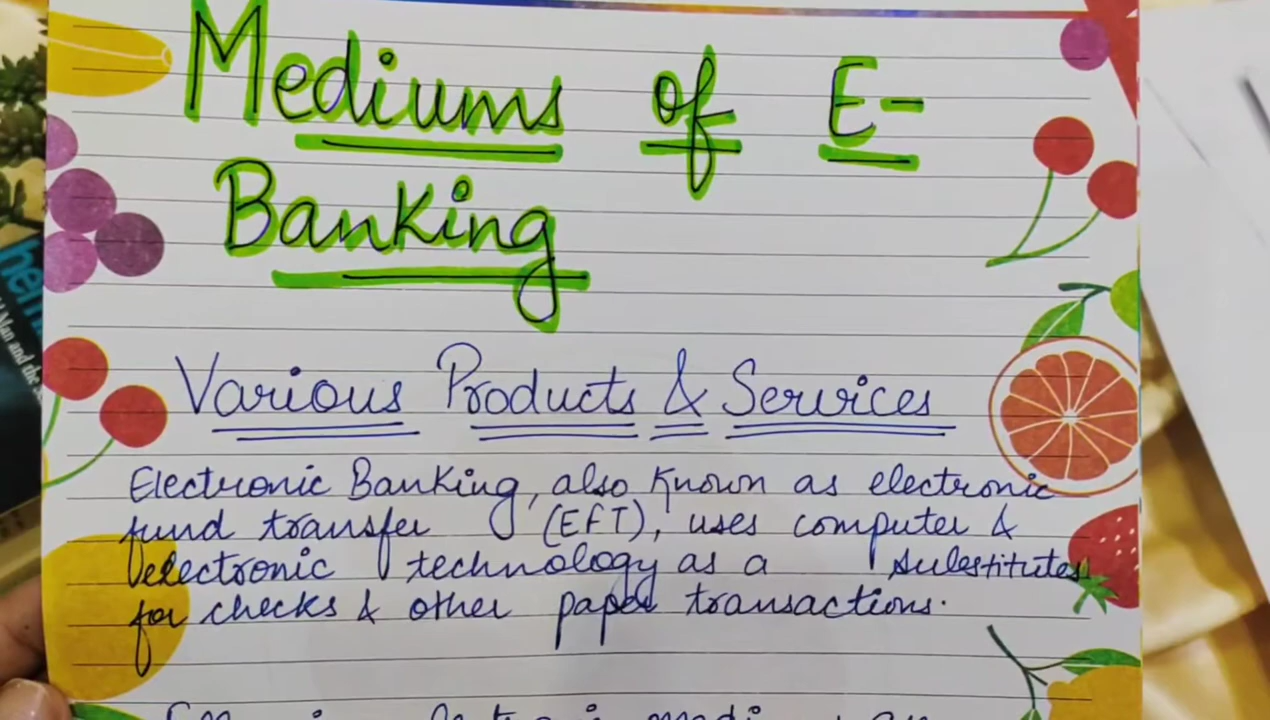 Mediums of E-
Banking
Various Products & Services
Electronic Banking, also known as electronic
fund transfer (EFT), uses computer &
electronic technology as a substitutes
for checks & other paper transactions.